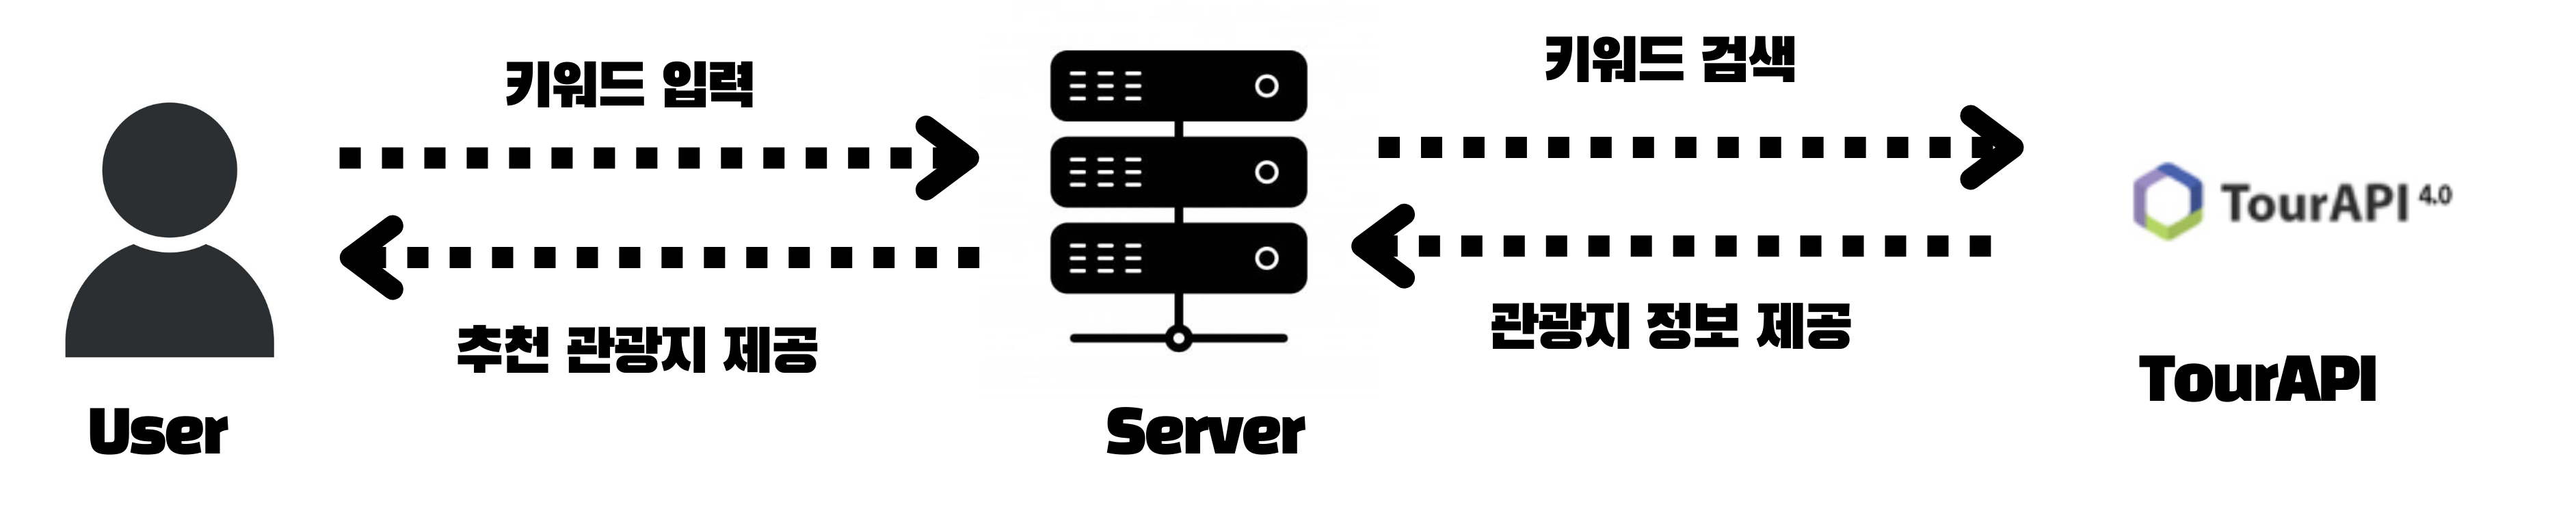 키워드 입력
키워드 검색
TourAPI 4.0
추천 관광지 제공
관광지 정보 제공
User
Server
TourAPI